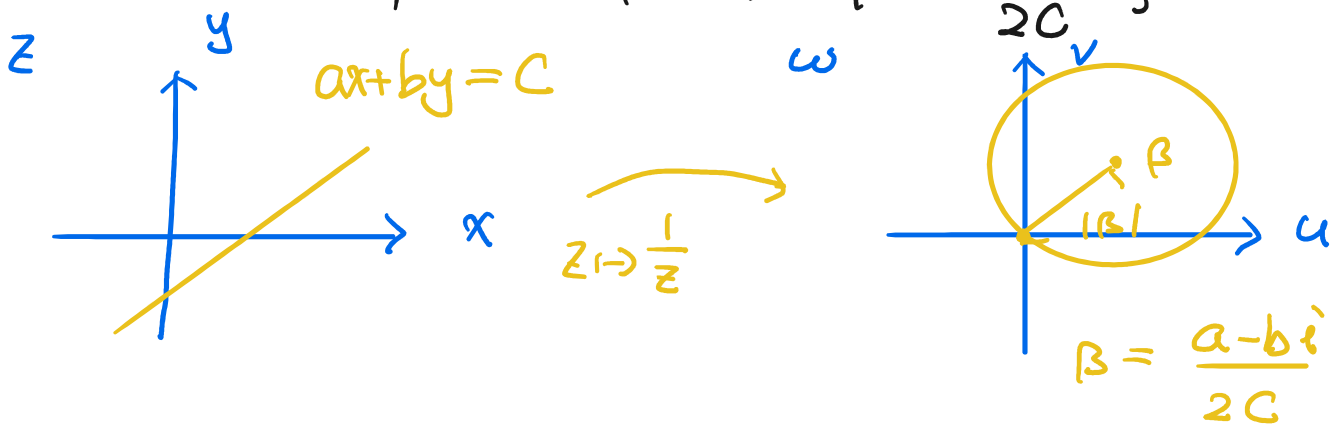 2C
z
y
ax+by=C
ω
v
β
|β|
x
u
z↦1/z
β = (a-bi)/2C